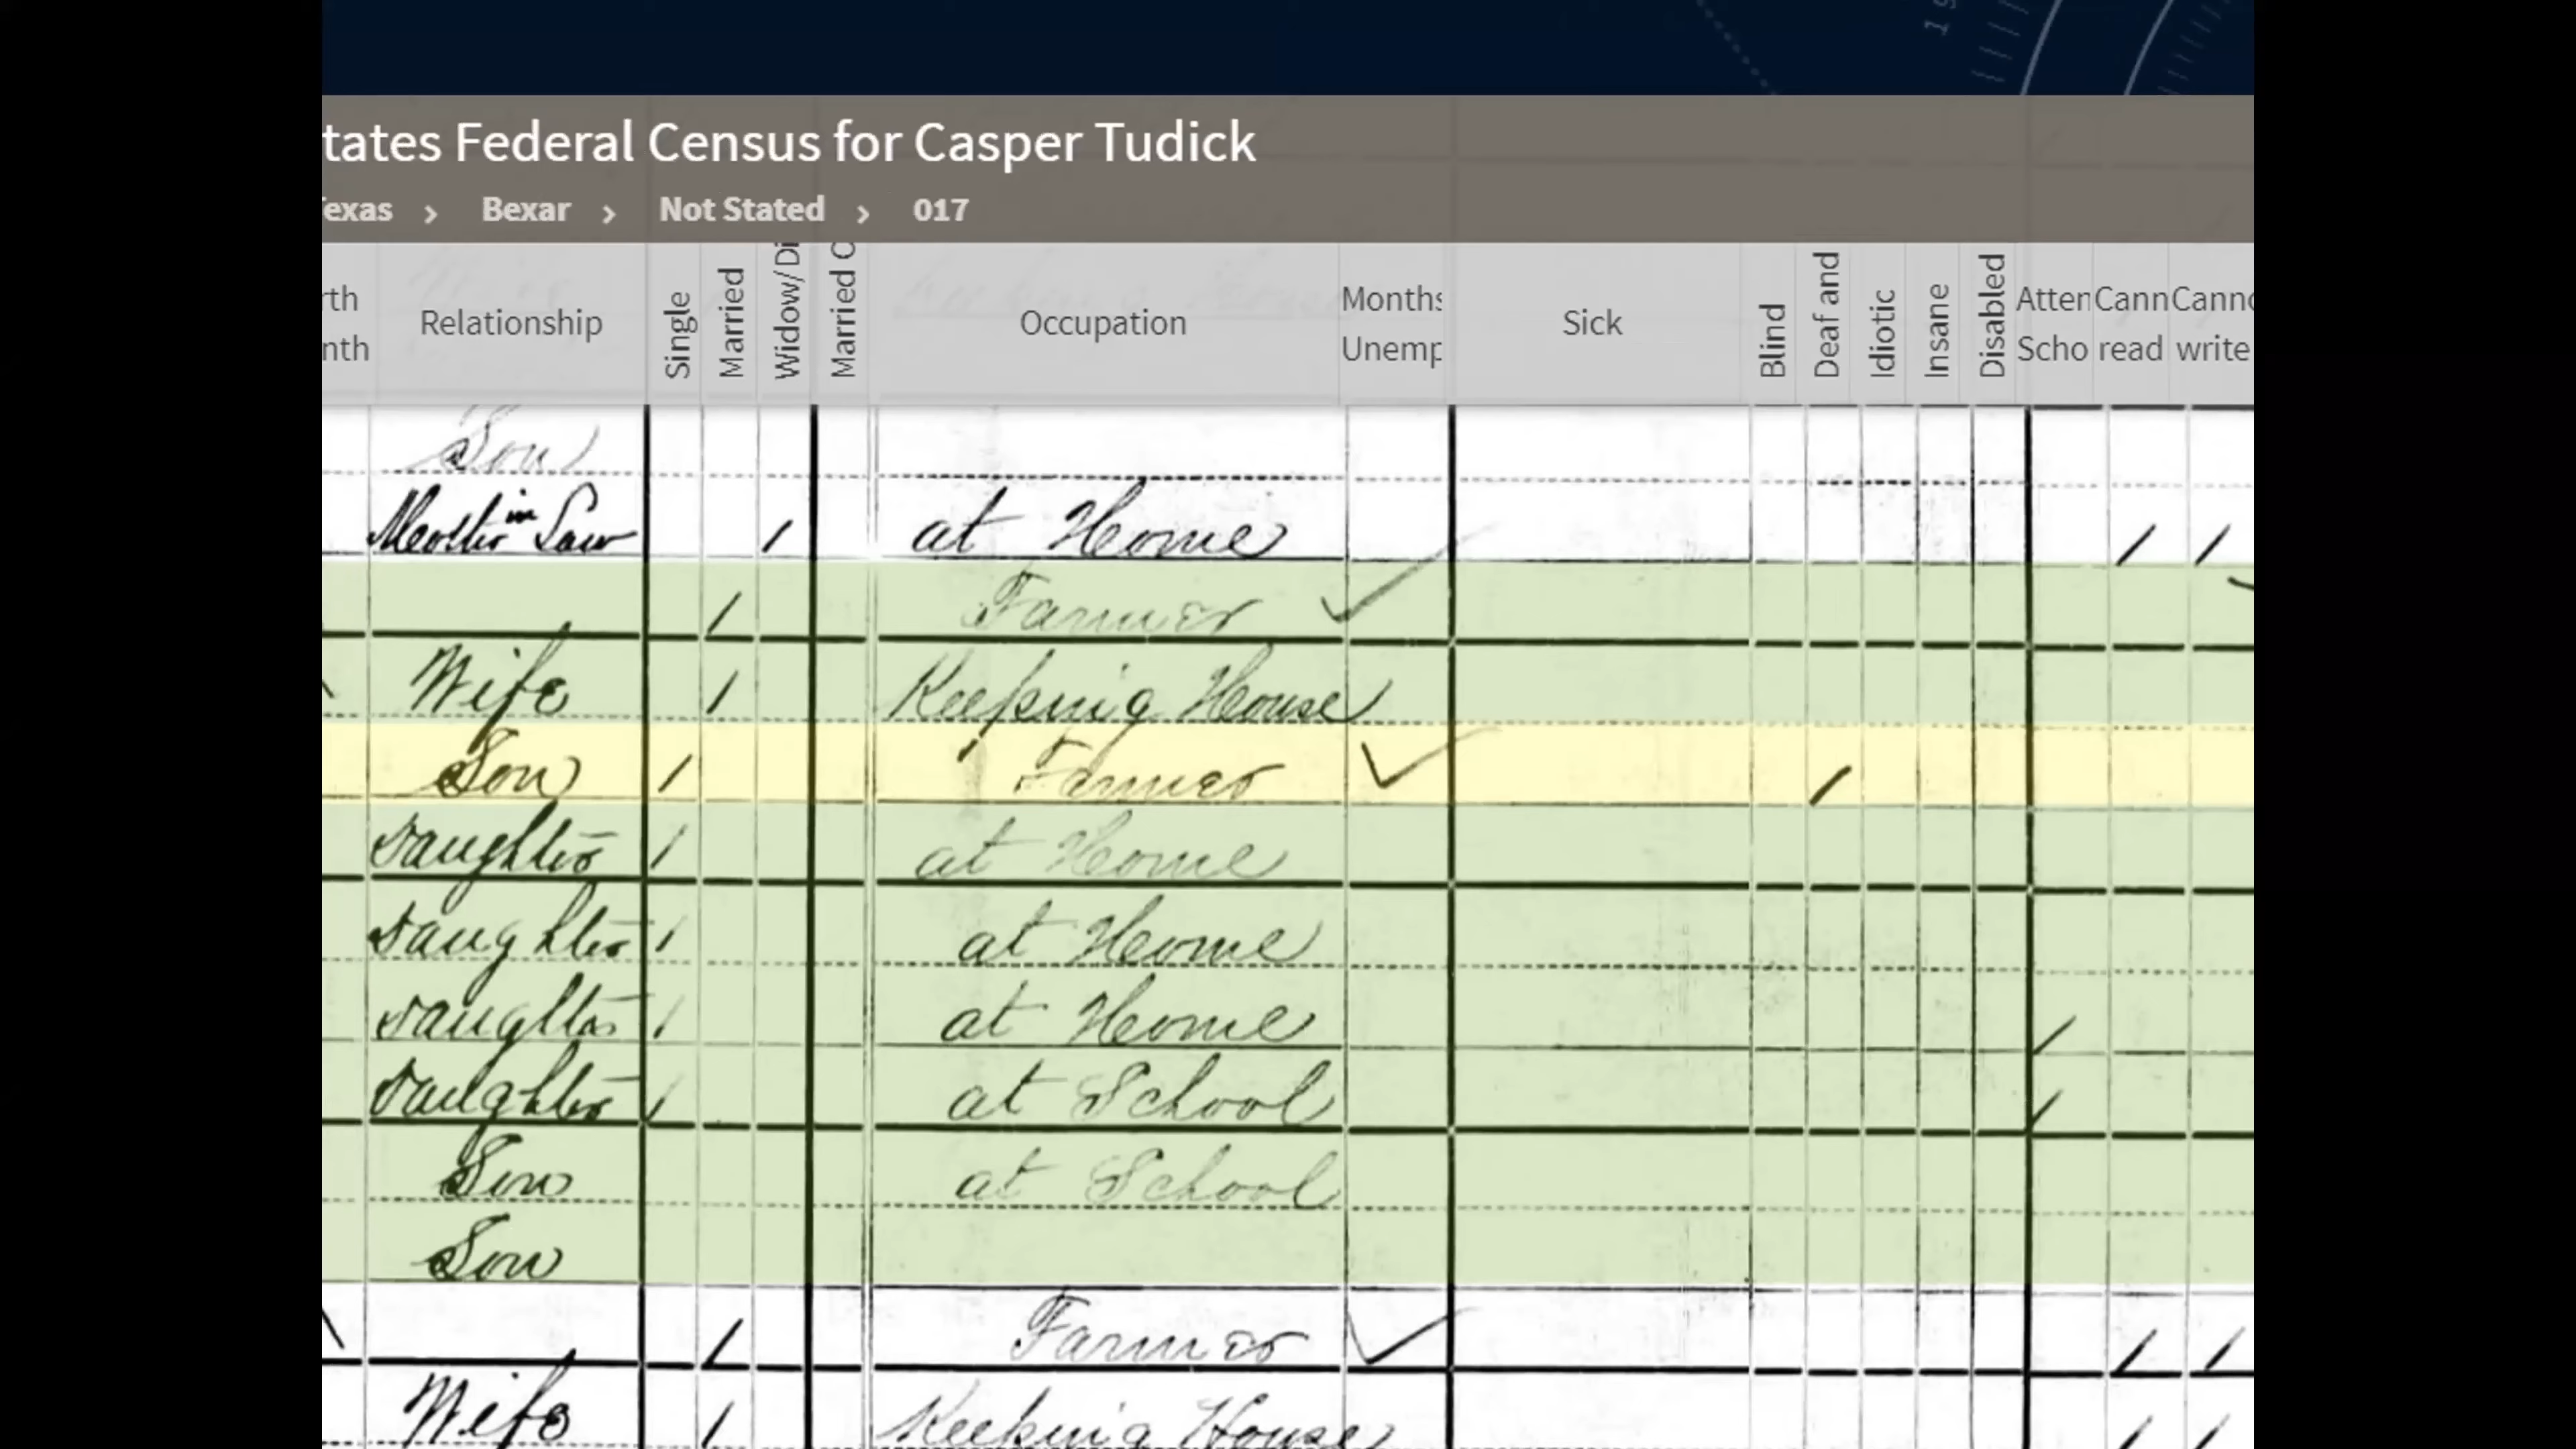 19
tates Federal Census for Casper Tudick
Texas > Bexar > Not Stated > 017
rth
nth
Relationship
Single
Married
Widow/Di
Married C
Occupation
Months
Unemp
Sick
Blind
Deaf and
Idiotic
Insane
Disabled
Atten
Scho
Cann
read
Canno
write
Son
Mother in Law / at Home / /
/ Farmer ✓
Wife / Keeping House
Son / Farmer ✓ /
Daughter / at Home
Daughter / at Home
Daughter / at Home /
Daughter / at School /
Son at School
Son
/ Farmer ✓ / /
Wife / Keeping House / /